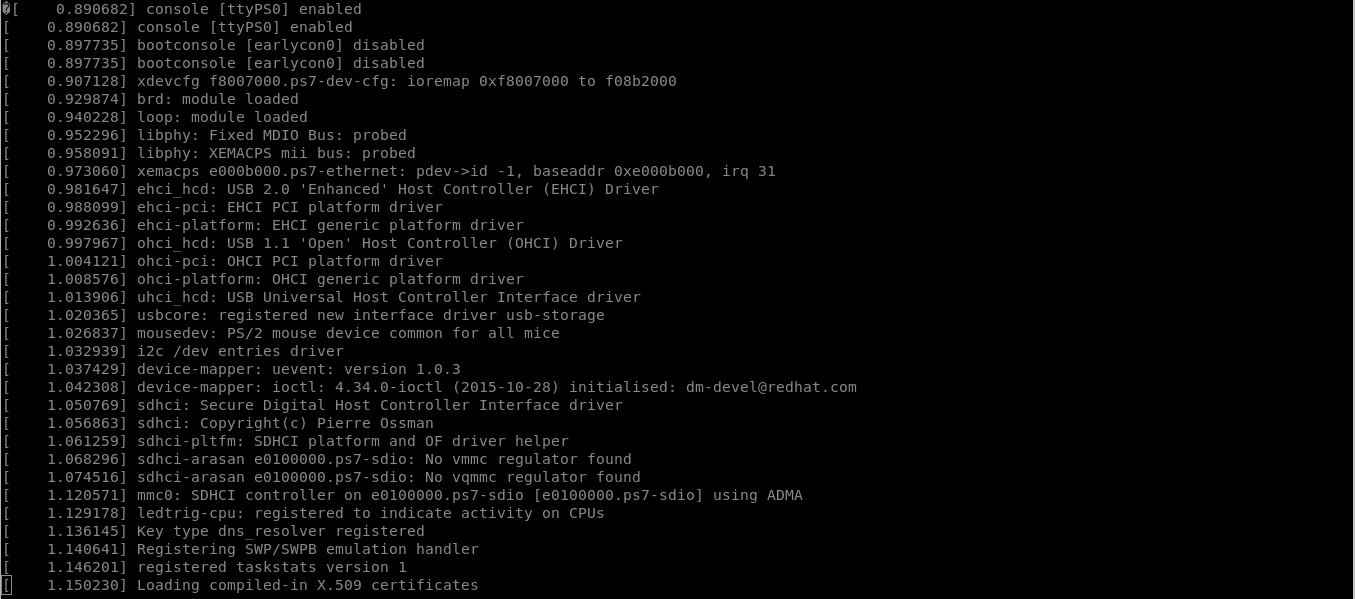 �[    0.890682] console [ttyPS0] enabled
[    0.890682] console [ttyPS0] enabled
[    0.897735] bootconsole [earlycon0] disabled
[    0.897735] bootconsole [earlycon0] disabled
[    0.907128] xdevcfg f8007000.ps7-dev-cfg: ioremap 0xf8007000 to f08b2000
[    0.929874] brd: module loaded
[    0.940228] loop: module loaded
[    0.952296] libphy: Fixed MDIO Bus: probed
[    0.958091] libphy: XEMACPS mii bus: probed
[    0.973060] xemacps e000b000.ps7-ethernet: pdev->id -1, baseaddr 0xe000b000, irq 31
[    0.981647] ehci_hcd: USB 2.0 'Enhanced' Host Controller (EHCI) Driver
[    0.988099] ehci-pci: EHCI PCI platform driver
[    0.992636] ehci-platform: EHCI generic platform driver
[    0.997967] ohci_hcd: USB 1.1 'Open' Host Controller (OHCI) Driver
[    1.004121] ohci-pci: OHCI PCI platform driver
[    1.008576] ohci-platform: OHCI generic platform driver
[    1.013906] uhci_hcd: USB Universal Host Controller Interface driver
[    1.020365] usbcore: registered new interface driver usb-storage
[    1.026837] mousedev: PS/2 mouse device common for all mice
[    1.032939] i2c /dev entries driver
[    1.037429] device-mapper: uevent: version 1.0.3
[    1.042308] device-mapper: ioctl: 4.34.0-ioctl (2015-10-28) initialised: dm-devel@redhat.com
[    1.050769] sdhci: Secure Digital Host Controller Interface driver
[    1.056863] sdhci: Copyright(c) Pierre Ossman
[    1.061259] sdhci-pltfm: SDHCI platform and OF driver helper
[    1.068296] sdhci-arasan e0100000.ps7-sdio: No vmmc regulator found
[    1.074516] sdhci-arasan e0100000.ps7-sdio: No vqmmc regulator found
[    1.120571] mmc0: SDHCI controller on e0100000.ps7-sdio [e0100000.ps7-sdio] using ADMA
[    1.129178] ledtrig-cpu: registered to indicate activity on CPUs
[    1.136145] Key type dns_resolver registered
[    1.140641] Registering SWP/SWPB emulation handler
[    1.146201] registered taskstats version 1
[    1.150230] Loading compiled-in X.509 certificates